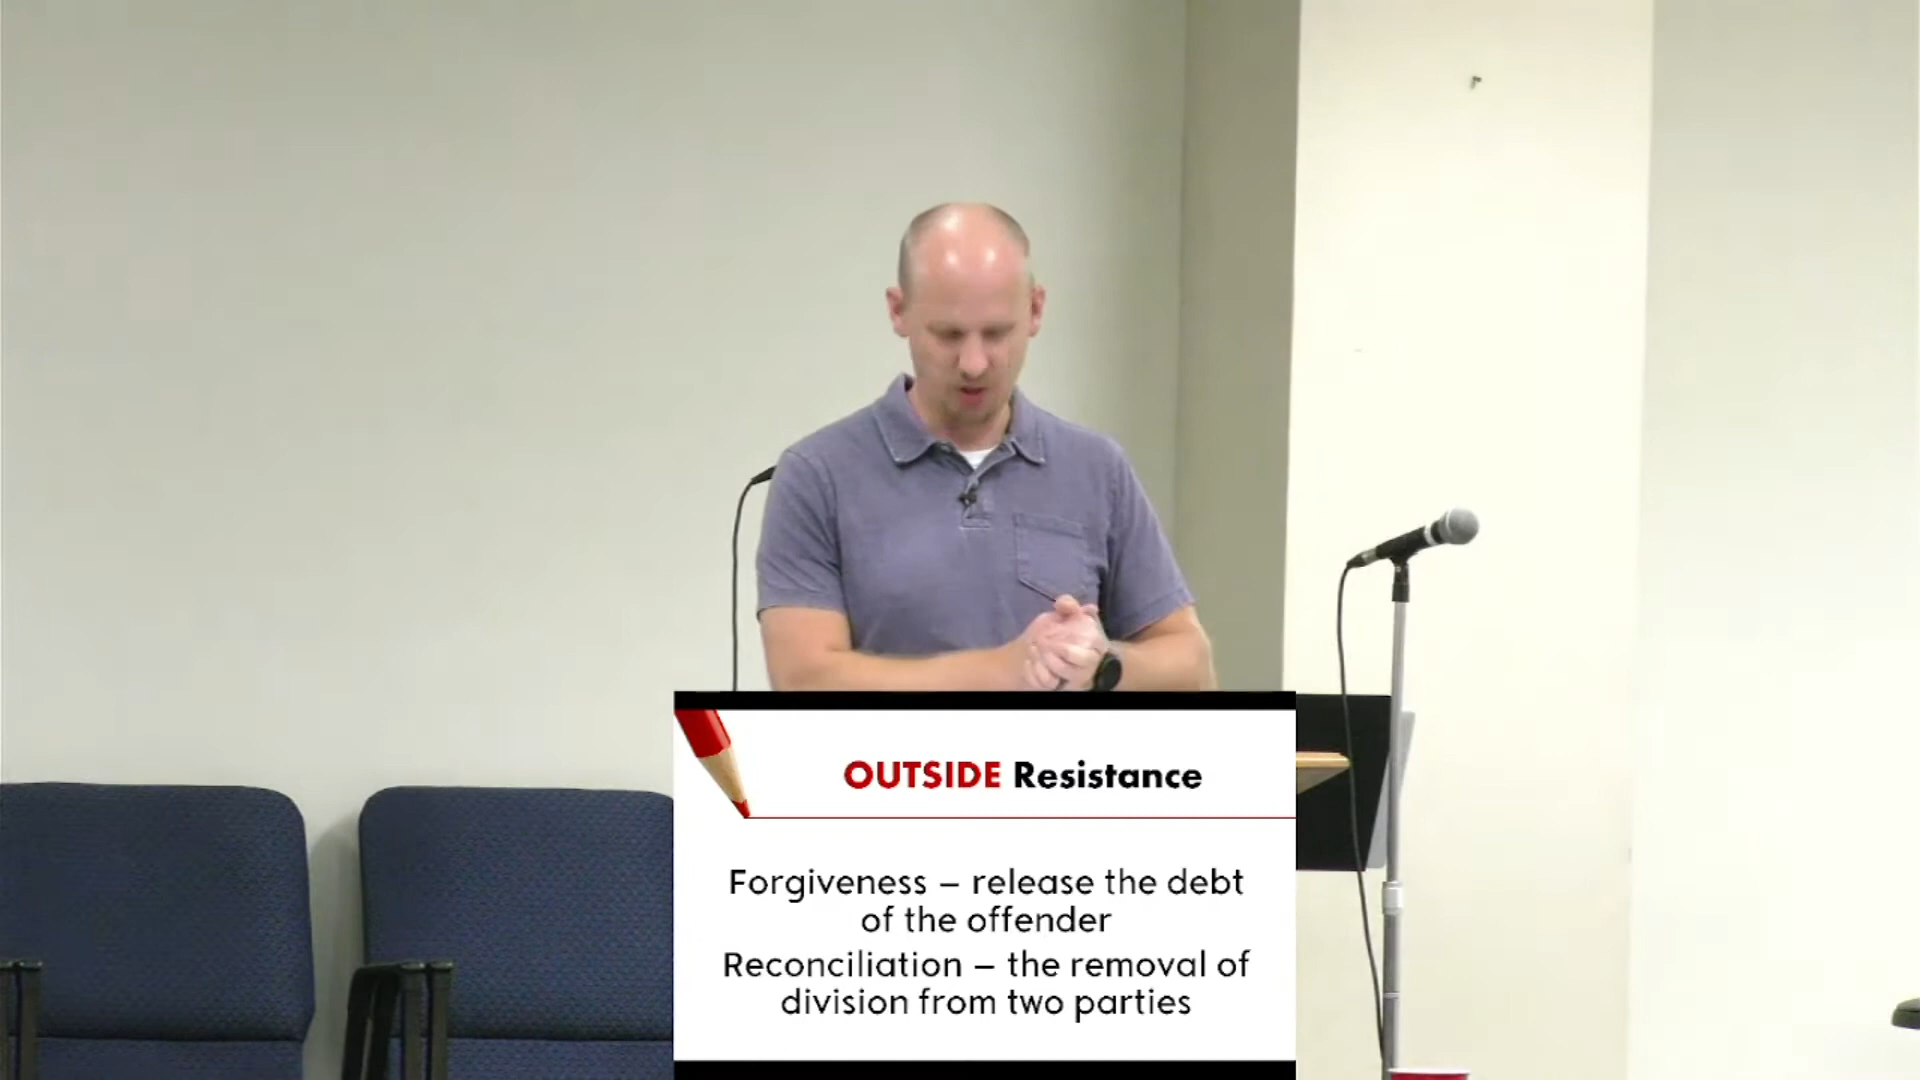 OUTSIDE Resistance
Forgiveness – release the debt
of the offender
Reconciliation – the removal of
division from two parties